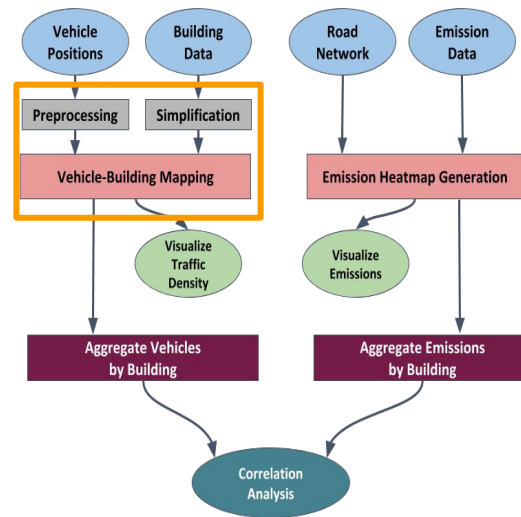 Vehicle
Positions
Building
Data
Road
Network
Emission
Data
Preprocessing
Simplification
Vehicle-Building Mapping
Emission Heatmap Generation
Visualize
Traffic
Density
Visualize
Emissions
Aggregate Vehicles
by Building
Aggregate Emissions
by Building
Correlation
Analysis